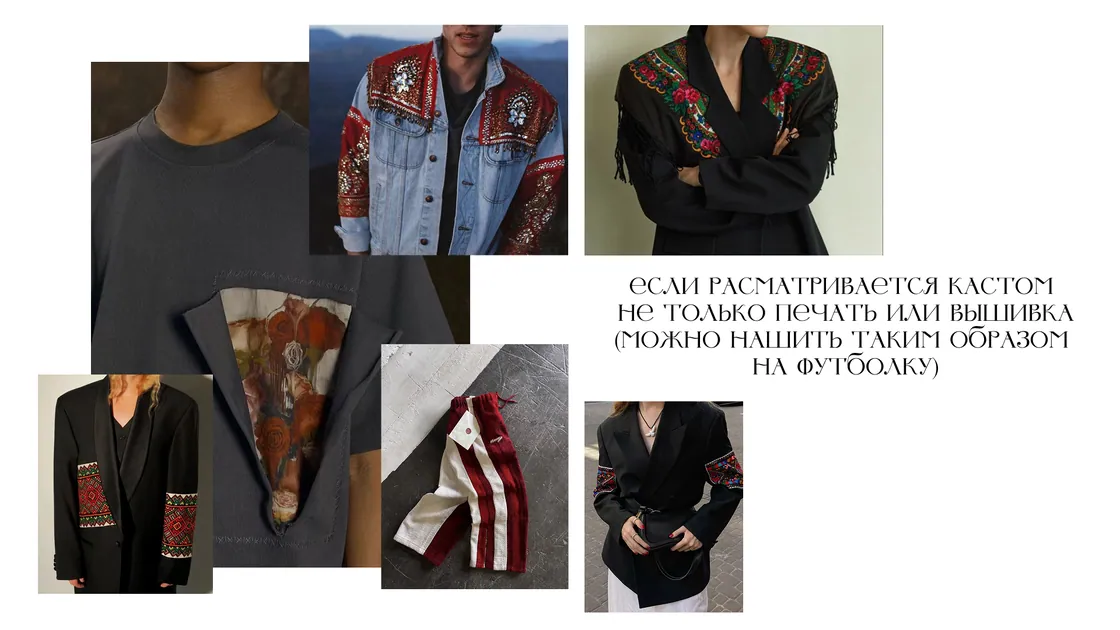 если расматривается кастом
не только печать или вышивка
(можно нашить таким образом
на футболку)